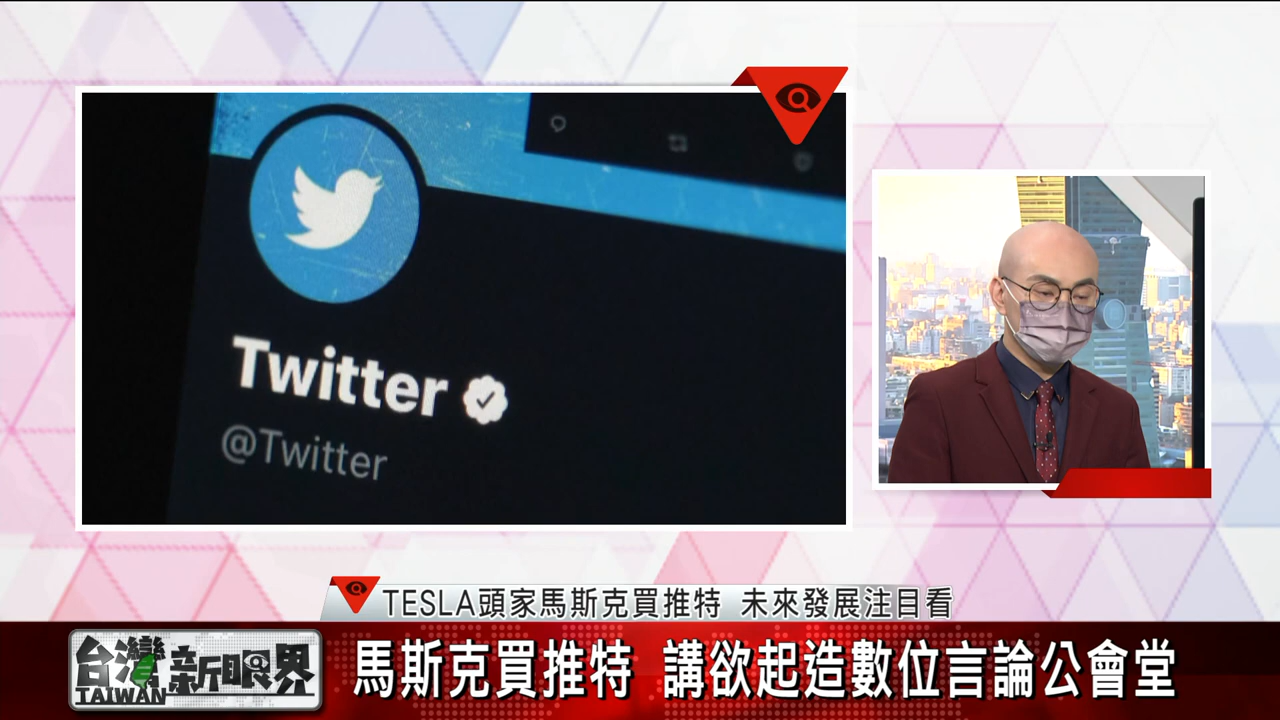 Twitter
@Twitter
TESLA頭家馬斯克買推特 未來發展注目看
台灣新眼界
TAIWAN
馬斯克買推特 講欲起造數位言論公會堂